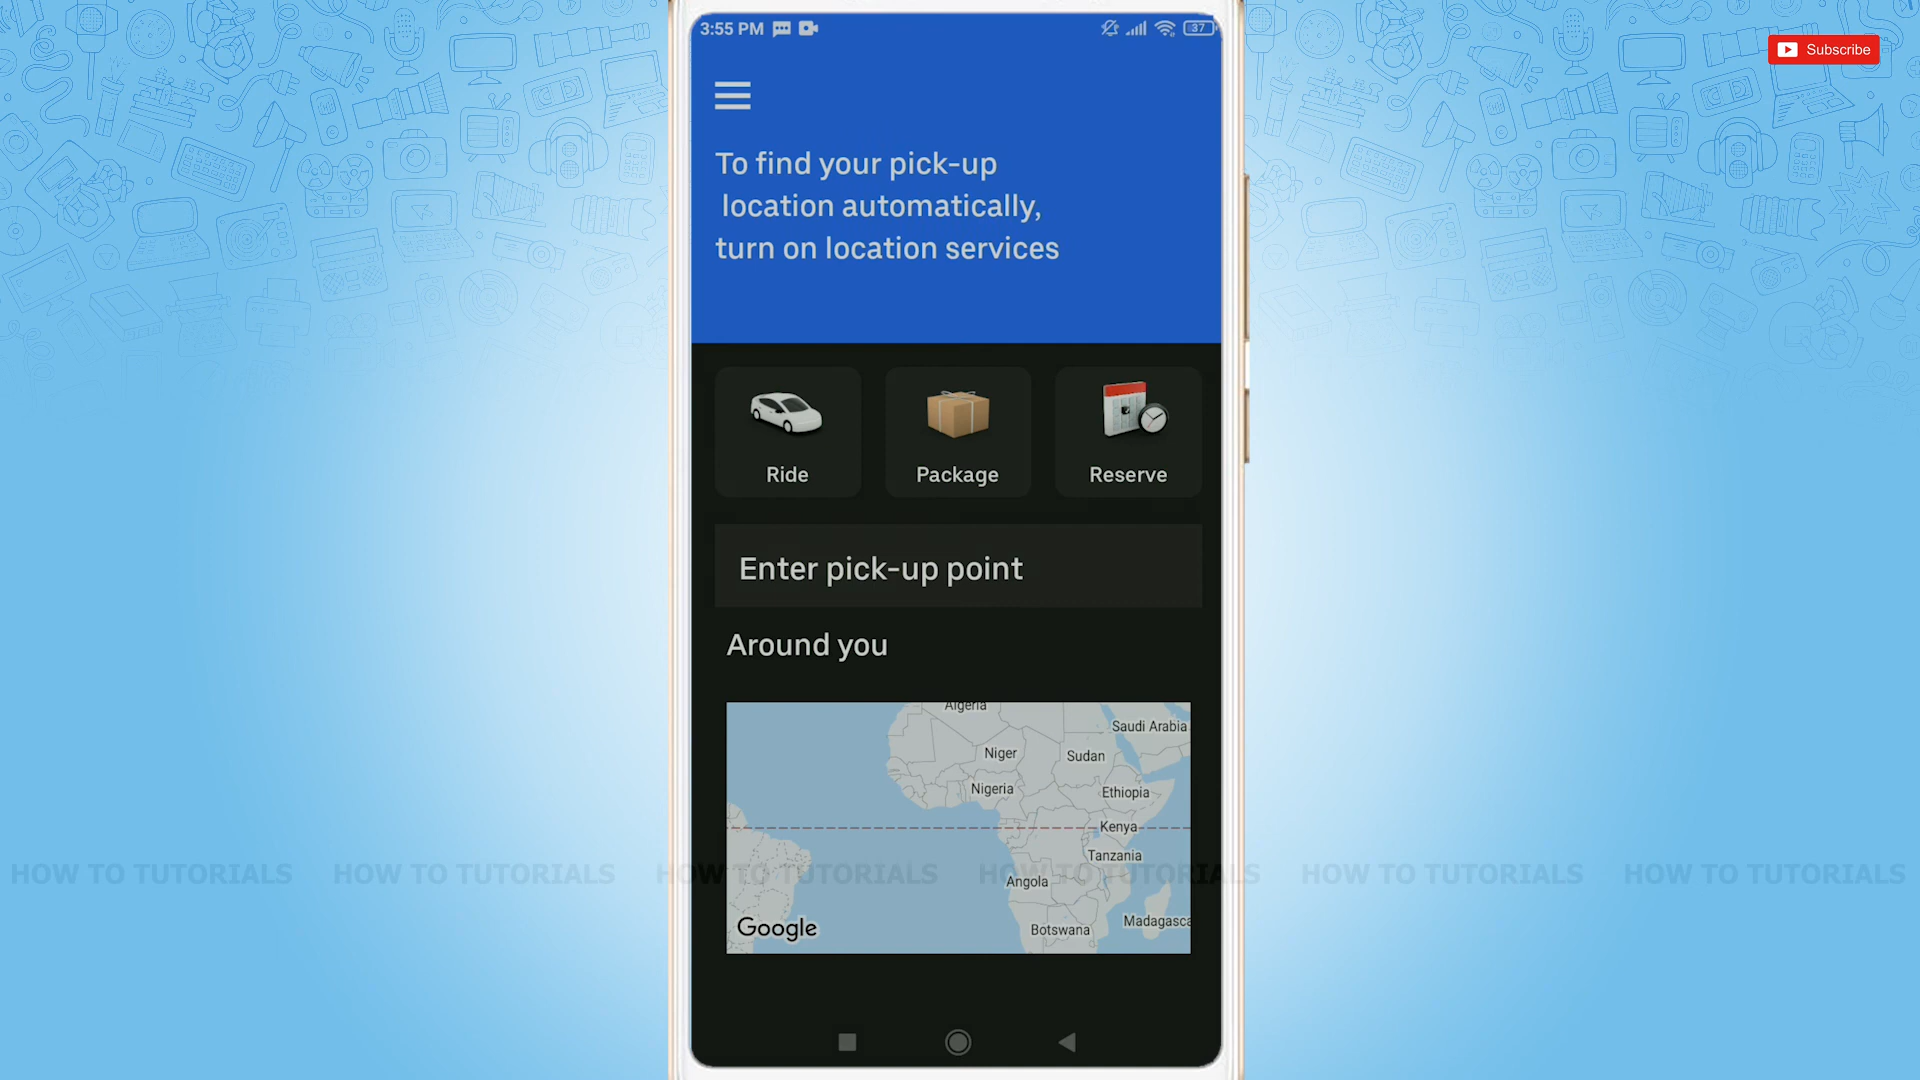 3:55 PM
37
Subscribe
To find your pick-up
location automatically,
turn on location services
Ride
Package
Reserve
Enter pick-up point
Around you
Algeria
Saudi Arabia
Niger
Sudan
Nigeria
Ethiopia
Kenya
Tanzania
HOW TO TUTORIALS HOW TO TUTORIALS HOW TO TUTORIALS HOW TO TUTORIALS HOW TO TUTORIALS HOW TO TUTORIALS
Angola
Madagasca
Botswana
Google